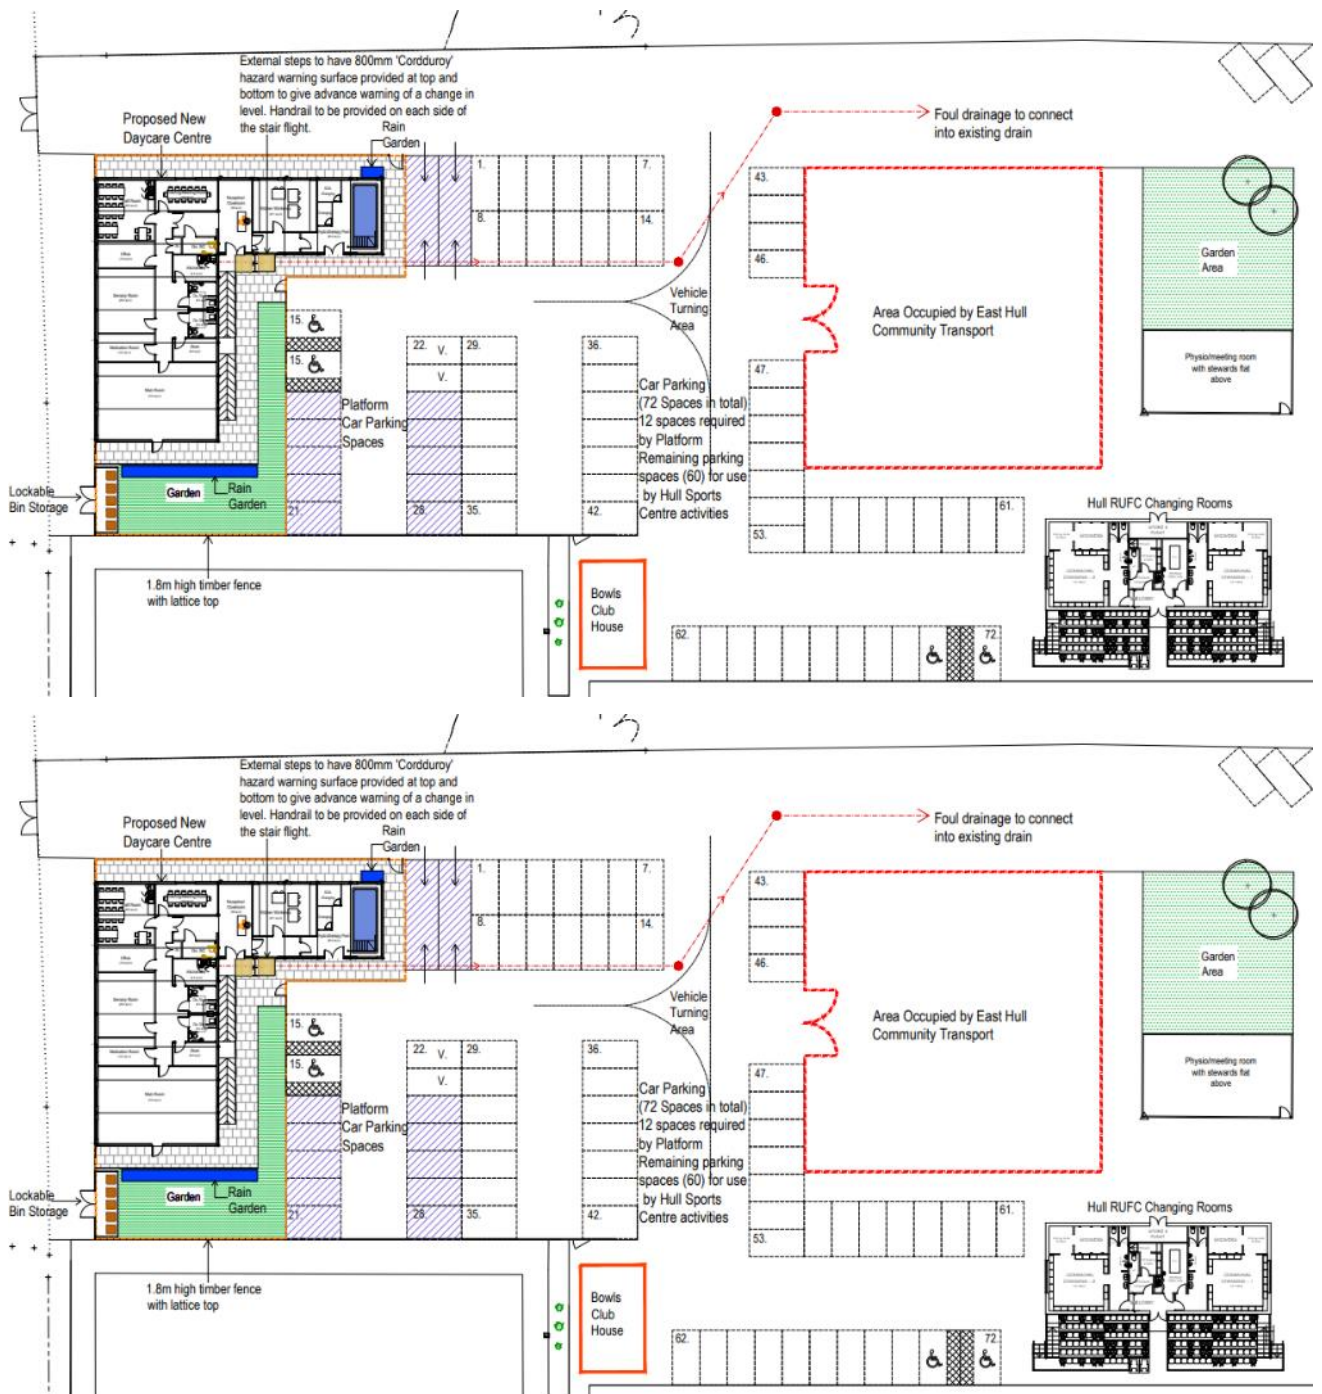 External steps to have 800mm 'Cordduroy'
hazard warning surface provided at top and
bottom to give advance warning of a change in
level. Handrail to be provided on each side of
the stair flight.
Rain
Garden
Proposed New
Daycare Centre
Foul drainage to connect
into existing drain
1.
7.
8.
14.
43.
46.
Garden
Area
Vehicle
Turning
Area
Area Occupied by East Hull
Community Transport
15.
15.
22.
V.
V.
29.
36.
47.
Platform
Car Parking
Spaces
Car Parking
(72 Spaces in total)
12 spaces required
by Platform
Remaining parking
spaces (60) for use
by Hull Sports
Centre activities
Physio/meeting room
with stewards flat
above
Main Room
Lockable
Bin Storage
Garden
Rain
Garden
21.
28.
35.
42.
53.
61.
Hull RUFC Changing Rooms
1.8m high timber fence
with lattice top
Bowls
Club
House
62.
72.
External steps to have 800mm 'Cordduroy'
hazard warning surface provided at top and
bottom to give advance warning of a change in
level. Handrail to be provided on each side of
the stair flight.
Rain
Garden
Proposed New
Daycare Centre
Foul drainage to connect
into existing drain
1.
7.
8.
14.
43.
46.
Garden
Area
Vehicle
Turning
Area
Area Occupied by East Hull
Community Transport
15.
15.
22.
V.
V.
29.
36.
47.
Platform
Car Parking
Spaces
Car Parking
(72 Spaces in total)
12 spaces required
by Platform
Remaining parking
spaces (60) for use
by Hull Sports
Centre activities
Physio/meeting room
with stewards flat
above
Main Room
Lockable
Bin Storage
Garden
Rain
Garden
21.
28.
35.
42.
53.
61.
Hull RUFC Changing Rooms
1.8m high timber fence
with lattice top
Bowls
Club
House
62.
72.